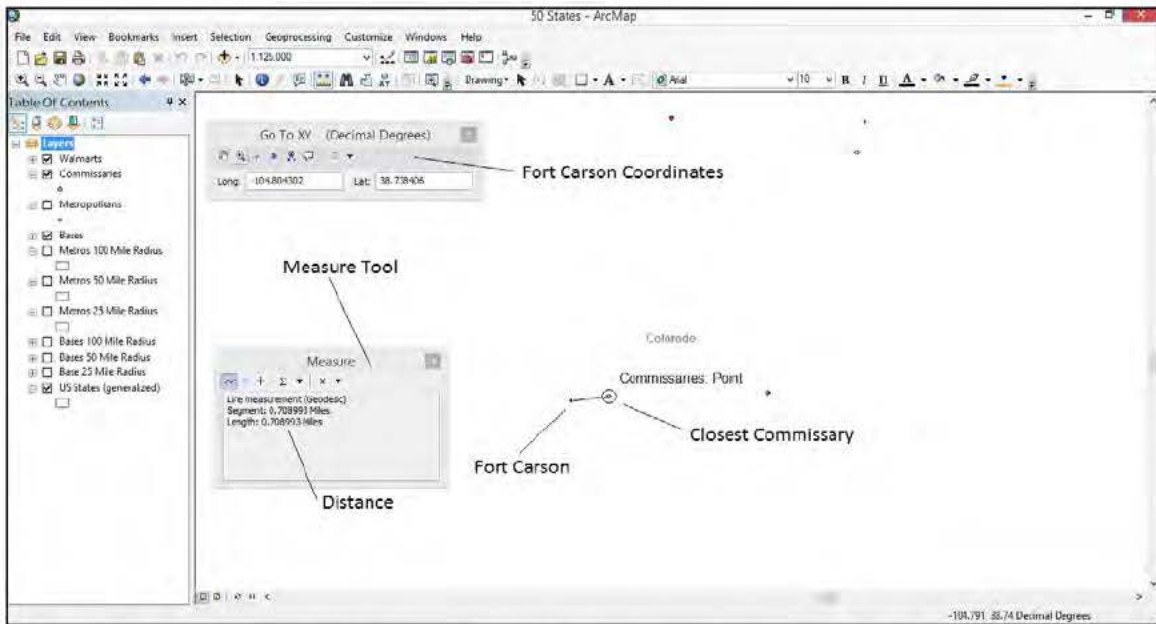 50 States - ArcMap
File Edit View Bookmarks Insert Selection Geoprocessing Customize Windows Help
1:125,000
Drawing
Arial
10
B I U A
Table Of Contents
Layers
Walmarts
Commissaries
Metropolitans
Bases
Metros 100 Mile Radius
Metros 50 Mile Radius
Metros 25 Mile Radius
Bases 100 Mile Radius
Bases 50 Mile Radius
Base 25 Mile Radius
US States (generalized)
Go To XY (Decimal Degrees)
Long: -104.804302 Lat: 38.738406
Fort Carson Coordinates
Measure Tool
Measure
Line measurement (Geodesic)
Segment: 0.708993 Miles
Length: 0.708993 Miles
Distance
Colorado
Commissaries: Point
Closest Commissary
Fort Carson
-104.791 38.74 Decimal Degrees